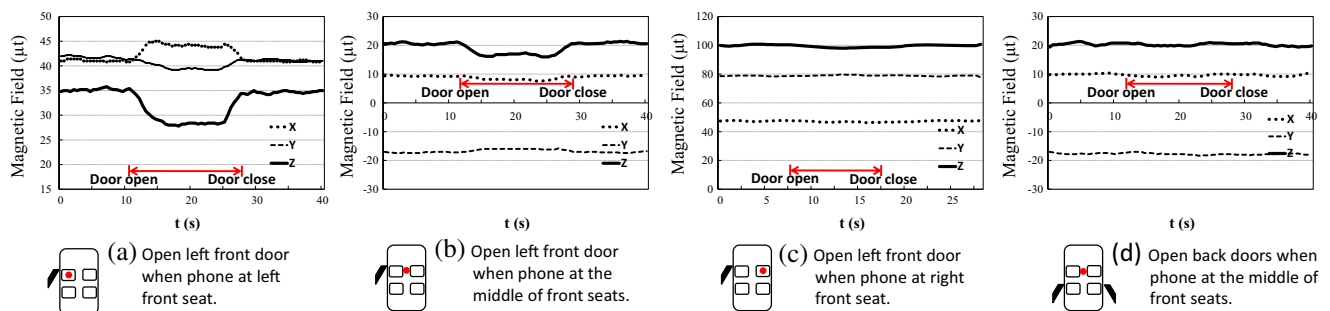 50
45
40
35
30
25
20
15
0 10 20 30 40
Magnetic Field (µt)
X
Y
Z
Door open Door close
t (s)
(a) Open left front door
when phone at left
front seat.
30
20
10
0
-10
-20
-30
0 10 20 30 40
Magnetic Field (µt)
Door open Door close
X
Y
Z
t (s)
(b) Open left front door
when phone at the
middle of front seats.
120
100
80
60
40
20
0
0 5 10 15 20 25
Magnetic Field (µt)
X
Y
Z
Door open Door close
t (s)
(c) Open left front door
when phone at right
front seat.
30
20
10
0
-10
-20
-30
0 10 20 30 40
Magnetic Field (µt)
Door open Door close
X
Y
Z
t (s)
(d) Open back doors when
phone at the middle of
front seats.